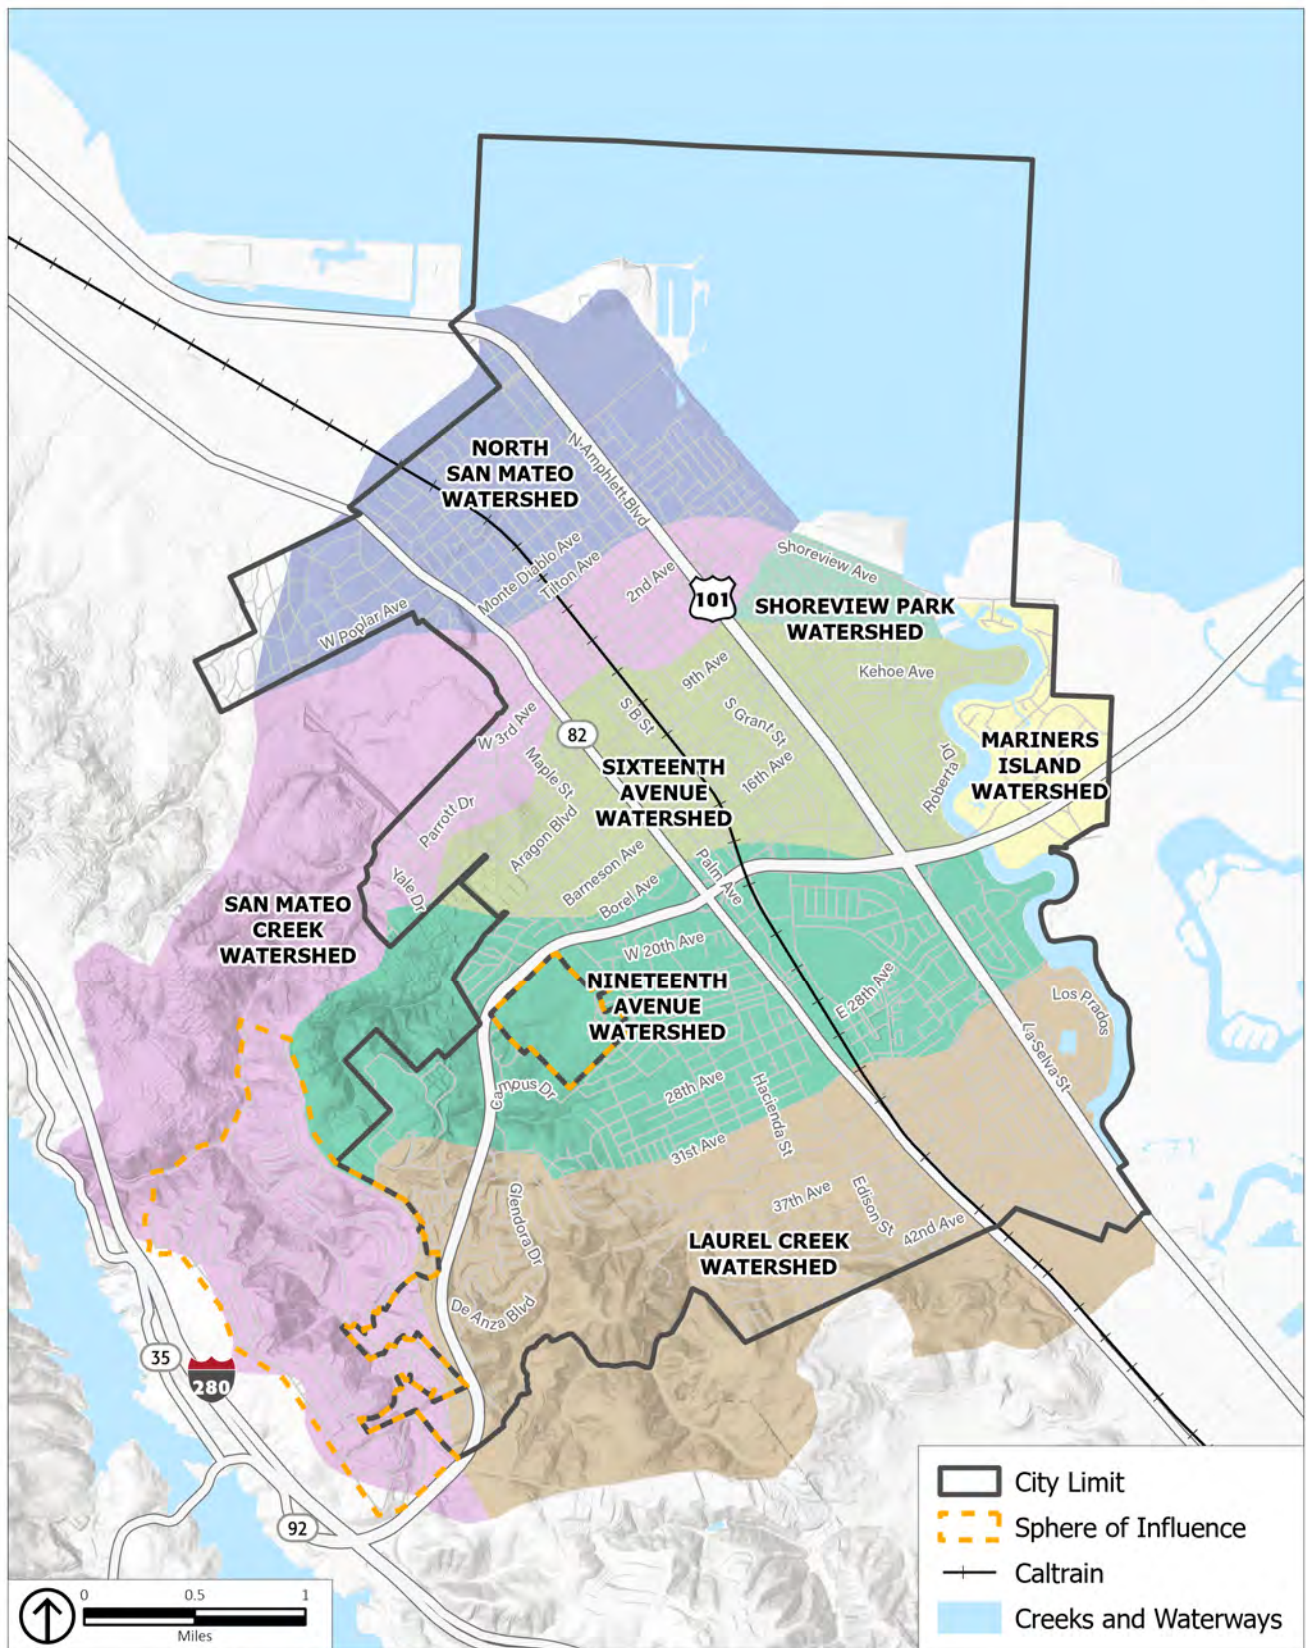 NORTH
SAN MATEO
WATERSHED
N Amphlett Blvd
Monte Diablo Ave
Tilton Ave
2nd Ave
W Poplar Ave
Shoreview Ave
101
SHOREVIEW PARK
WATERSHED
Kehoe Ave
9th Ave
S B St
S Grant St
W 3rd Ave
82
Maple St
16th Ave
SIXTEENTH
AVENUE
WATERSHED
MARINERS
ISLAND
WATERSHED
Roberta Dr
Parrott Dr
Aragon Blvd
Barneson Ave
Borel Ave
Palm Ave
Yale Dr
SAN MATEO
CREEK
WATERSHED
W 20th Ave
NINETEENTH
AVENUE
WATERSHED
E 28th Ave
Los Prados
La Selva St
Campus Dr
28th Ave
Hacienda St
31st Ave
Glendora Dr
37th Ave
Edison St
42nd Ave
LAUREL CREEK
WATERSHED
De Anza Blvd
35
280
92
City Limit
Sphere of Influence
Caltrain
Creeks and Waterways
0 0.5 1
Miles